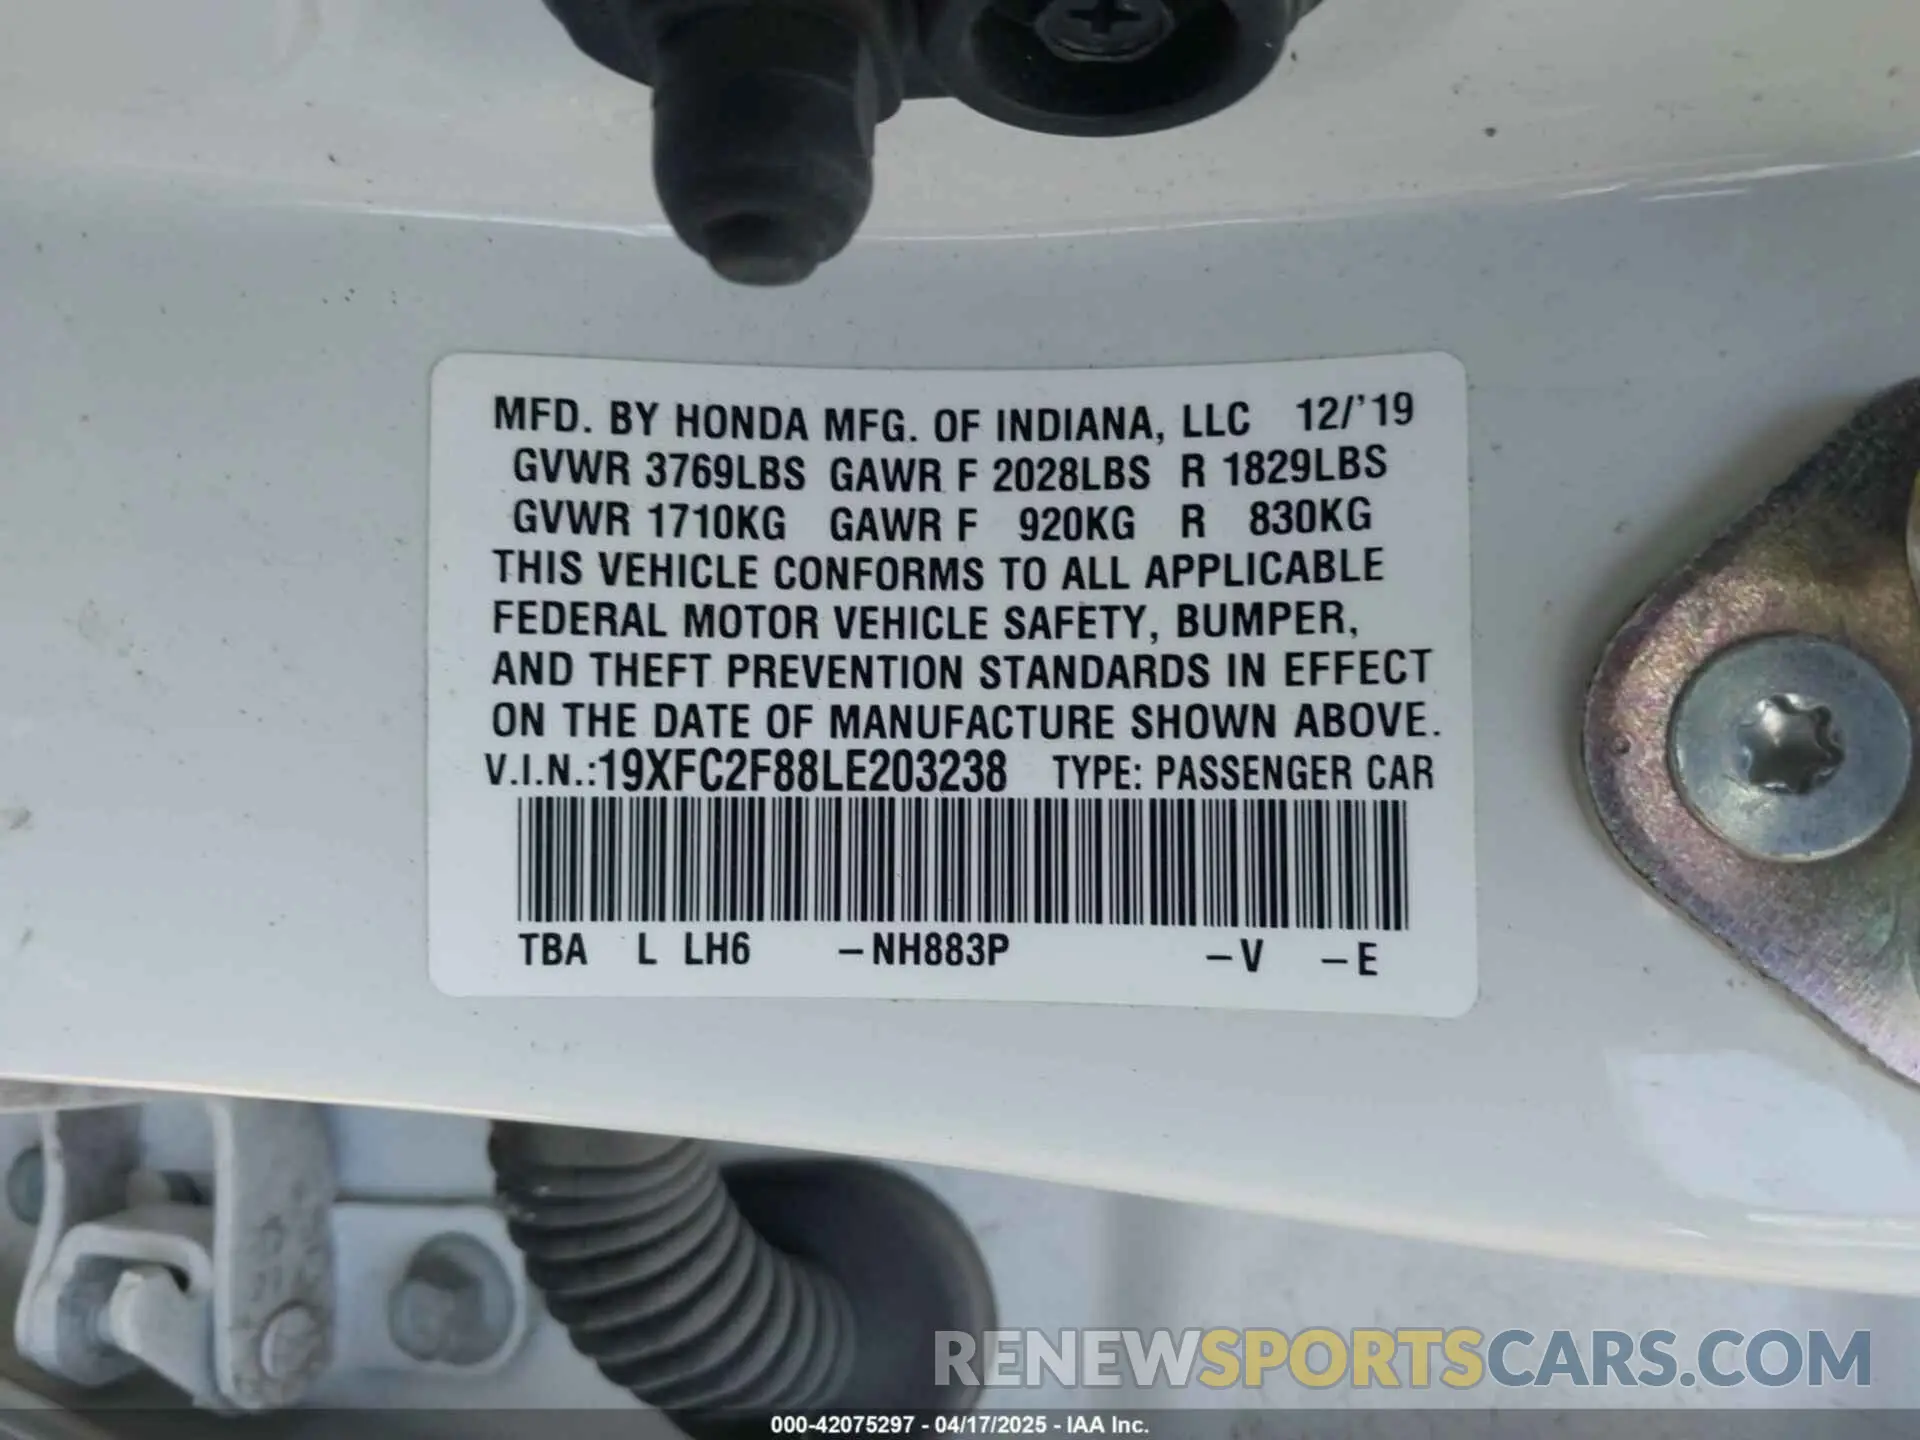 MFD. BY HONDA MFG. OF INDIANA, LLC 12/'19
GVWR 3769LBS GAWR F 2028LBS R 1829LBS
GVWR 1710KG GAWR F 920KG R 830KG
THIS VEHICLE CONFORMS TO ALL APPLICABLE
FEDERAL MOTOR VEHICLE SAFETY, BUMPER,
AND THEFT PREVENTION STANDARDS IN EFFECT
ON THE DATE OF MANUFACTURE SHOWN ABOVE.
V.I.N.:19XFC2F88LE203238 TYPE: PASSENGER CAR
TBA L LH6 –NH883P –V –E
RENEWSPORTSCARS.COM
000-42075297 - 04/17/2025 - IAA Inc.